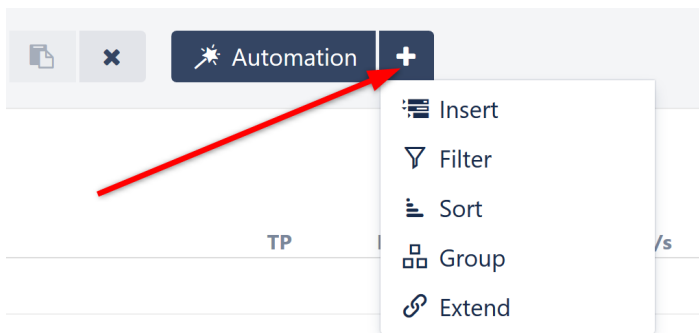 Automation
Insert
Filter
Sort
TP
/s
Group
Extend